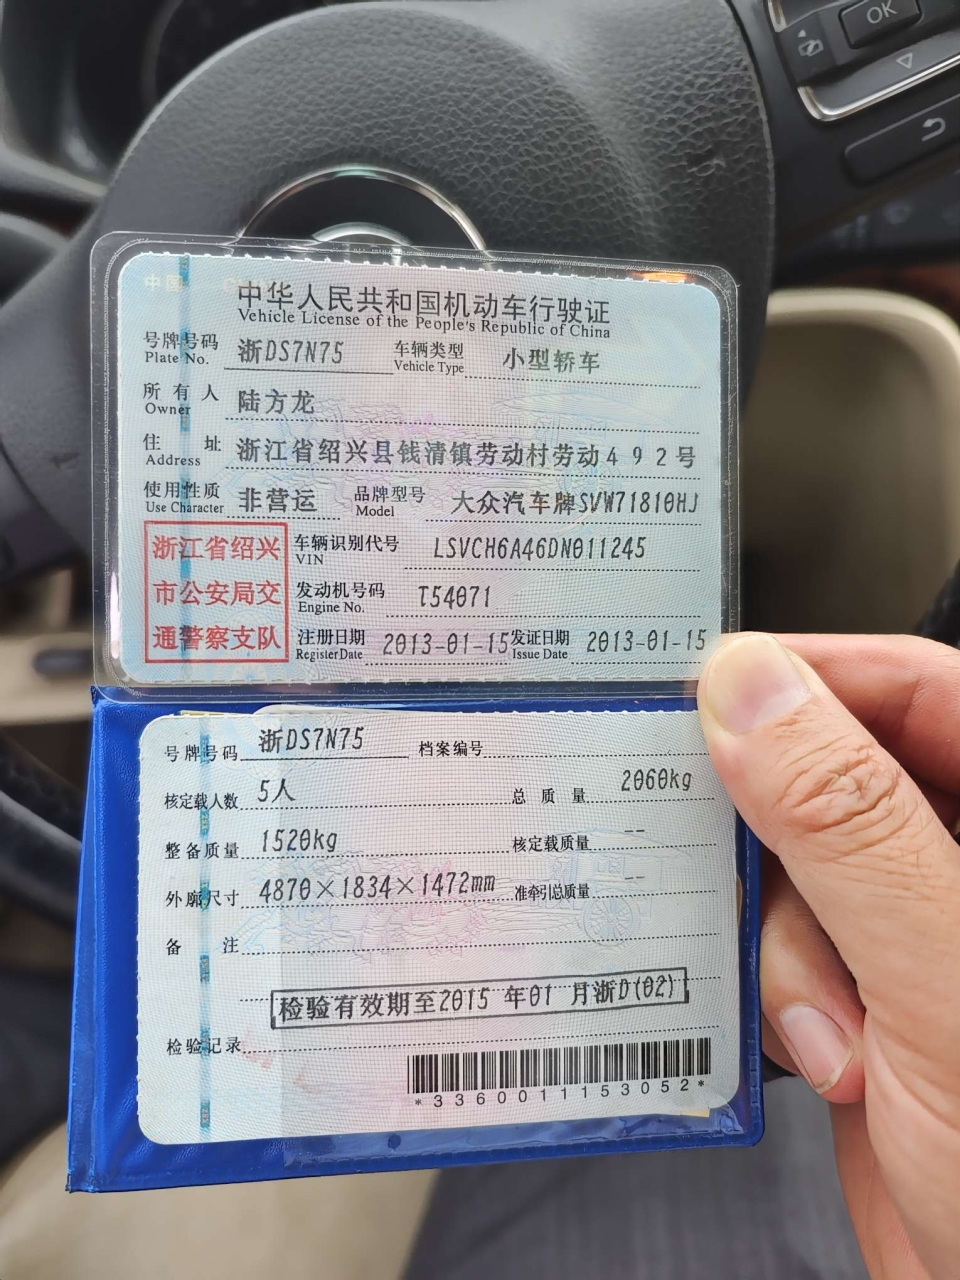 OK
中国
中华人民共和国机动车行驶证
Vehicle License of the People's Republic of China
号牌号码 浙DS7N75 车辆类型 小型轿车
Plate No. Vehicle Type
所有人 陆方龙
Owner
住址 浙江省绍兴县钱清镇劳动村劳动492号
Address
使用性质 非营运 品牌型号 大众汽车牌SVW71810HJ
Use Character Model
浙江省绍兴
市公安局交
通警察支队
车辆识别代号 LSVCH6A46DN011245
VIN
发动机号码 T54071
Engine No.
注册日期 2013-01-15 发证日期 2013-01-15
Register Date Issue Date
号牌号码 浙DS7N75 档案编号
核定载人数 5人 总质量 2060kg
整备质量 1520kg 核定载质量 --
外廓尺寸 4870×1834×1472mm 准牵引总质量 --
备注
检验有效期至2015年01月浙D(02)
检验记录
*3360011153052*